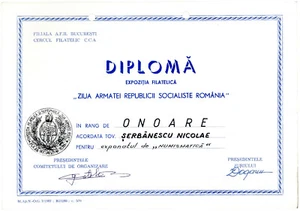 FILIALA A.F.R. BUCUREȘTI
CERCUL FILATELIC C.C.A.
DIPLOMĂ
EXPOZIȚIA FILATELICĂ
„ZIUA ARMATEI REPUBLICII SOCIALISTE ROMÂNIA”
ÎN RANG DE ONOARE
ACORDATĂ TOV. ȘERBĂNESCU NICOLAE
PENTRU exponatul de „NUMISMATICĂ”
PREȘEDINTELE
COMITETULUI DE ORGANIZARE
PREȘEDINTELE
JURIULUI